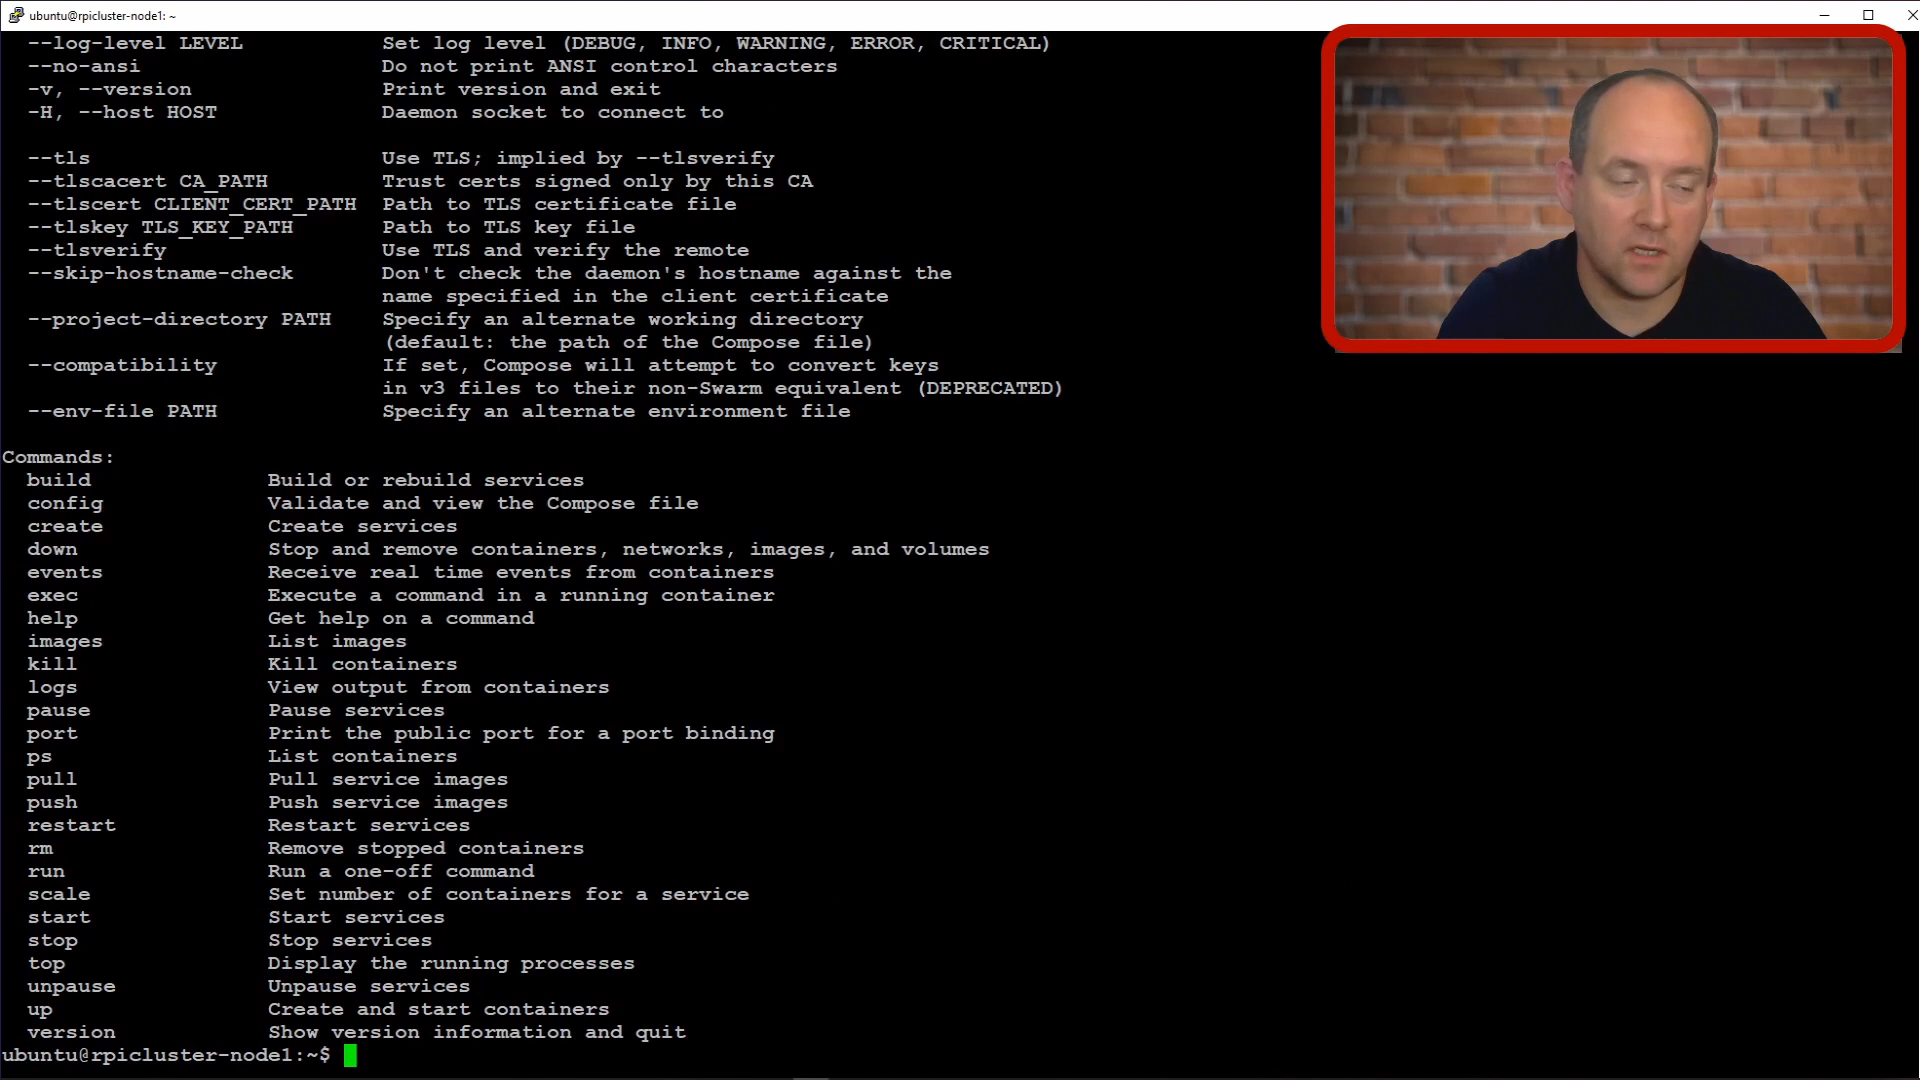 ubuntu@rpicluster-node1: ~
--log-level LEVEL Set log level (DEBUG, INFO, WARNING, ERROR, CRITICAL)
--no-ansi Do not print ANSI control characters
-v, --version Print version and exit
-H, --host HOST Daemon socket to connect to
--tls Use TLS; implied by --tlsverify
--tlscacert CA_PATH Trust certs signed only by this CA
--tlscert CLIENT_CERT_PATH Path to TLS certificate file
--tlskey TLS_KEY_PATH Path to TLS key file
--tlsverify Use TLS and verify the remote
--skip-hostname-check Don't check the daemon's hostname against the
name specified in the client certificate
--project-directory PATH Specify an alternate working directory
(default: the path of the Compose file)
--compatibility If set, Compose will attempt to convert keys
in v3 files to their non-Swarm equivalent (DEPRECATED)
--env-file PATH Specify an alternate environment file
Commands:
build Build or rebuild services
config Validate and view the Compose file
create Create services
down Stop and remove containers, networks, images, and volumes
events Receive real time events from containers
exec Execute a command in a running container
help Get help on a command
images List images
kill Kill containers
logs View output from containers
pause Pause services
port Print the public port for a port binding
ps List containers
pull Pull service images
push Push service images
restart Restart services
rm Remove stopped containers
run Run a one-off command
scale Set number of containers for a service
start Start services
stop Stop services
top Display the running processes
unpause Unpause services
up Create and start containers
version Show version information and quit
ubuntu@rpicluster-node1:~$